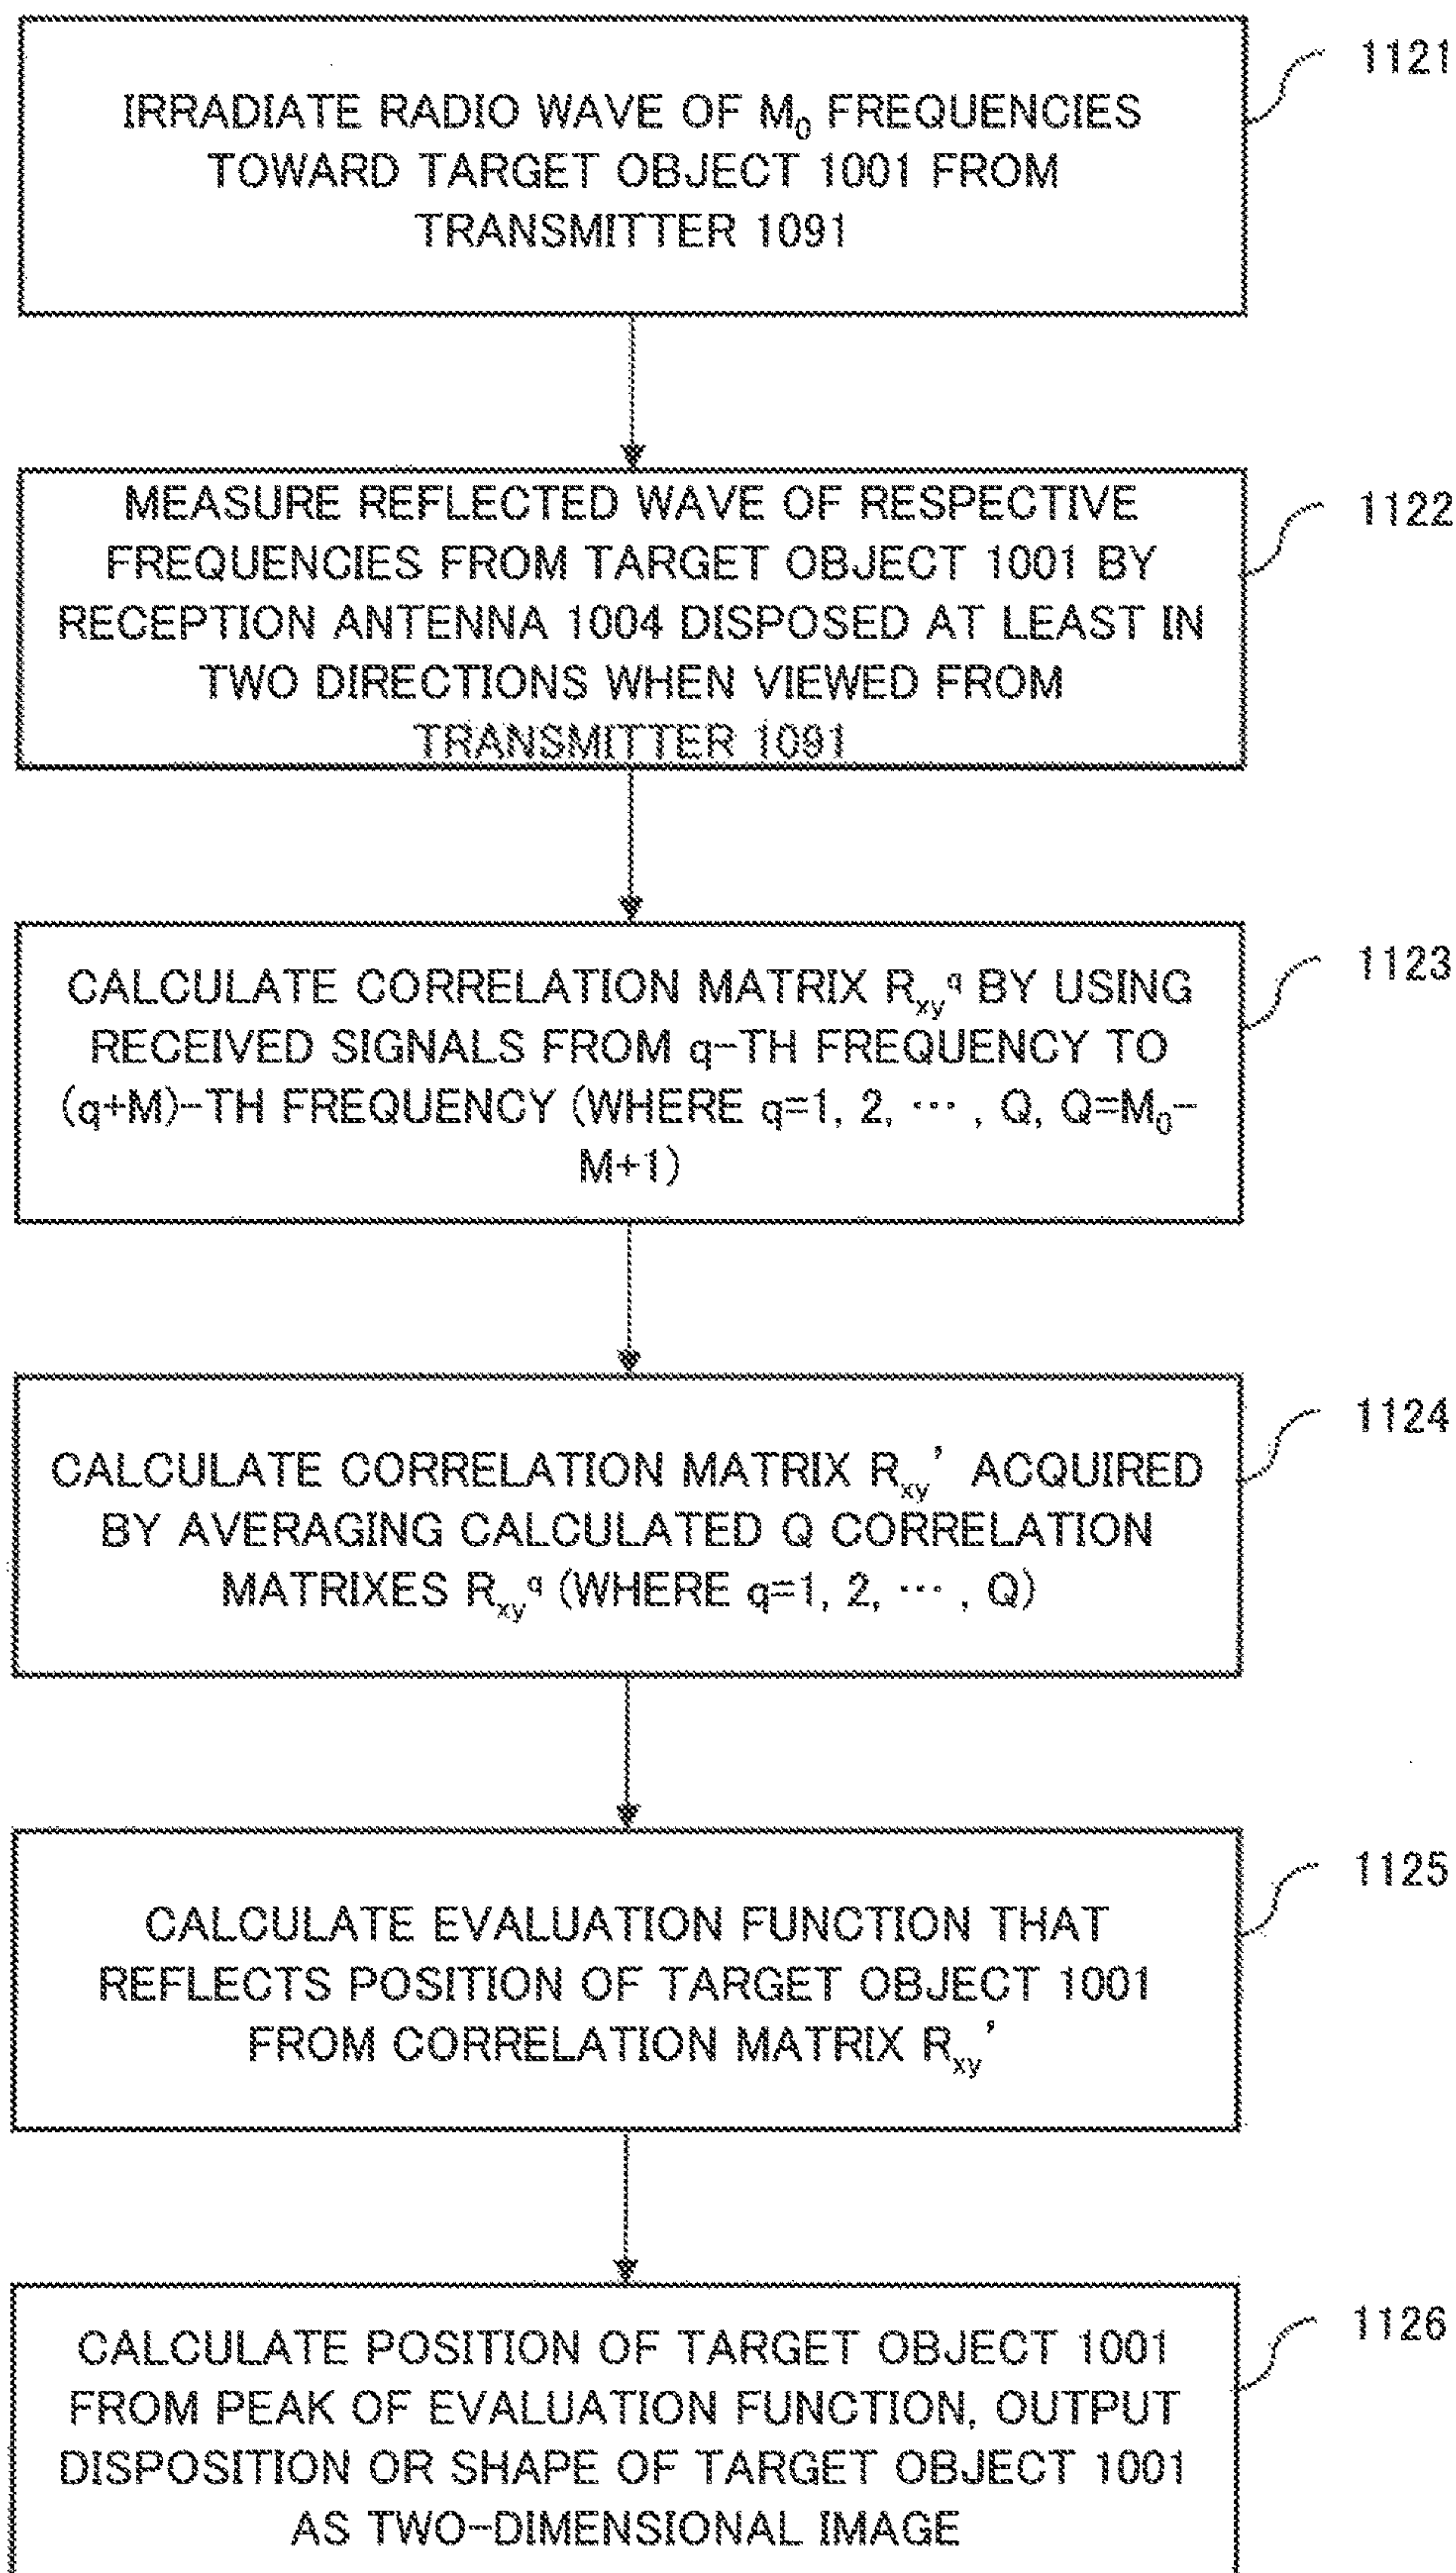 IRRADIATE RADIO WAVE OF M₀ FREQUENCIES
TOWARD TARGET OBJECT 1001 FROM
TRANSMITTER 1091
1121
MEASURE REFLECTED WAVE OF RESPECTIVE
FREQUENCIES FROM TARGET OBJECT 1001 BY
RECEPTION ANTENNA 1004 DISPOSED AT LEAST IN
TWO DIRECTIONS WHEN VIEWED FROM
TRANSMITTER 1091
1122
CALCULATE CORRELATION MATRIX Rxy^q BY USING
RECEIVED SIGNALS FROM q-TH FREQUENCY TO
(q+M)-TH FREQUENCY (WHERE q=1, 2, ⋯ , Q, Q=M₀-
M+1)
1123
CALCULATE CORRELATION MATRIX Rxy' ACQUIRED
BY AVERAGING CALCULATED Q CORRELATION
MATRIXES Rxy^q (WHERE q=1, 2, ⋯ , Q)
1124
CALCULATE EVALUATION FUNCTION THAT
REFLECTS POSITION OF TARGET OBJECT 1001
FROM CORRELATION MATRIX Rxy'
1125
CALCULATE POSITION OF TARGET OBJECT 1001
FROM PEAK OF EVALUATION FUNCTION, OUTPUT
DISPOSITION OR SHAPE OF TARGET OBJECT 1001
AS TWO-DIMENSIONAL IMAGE
1126